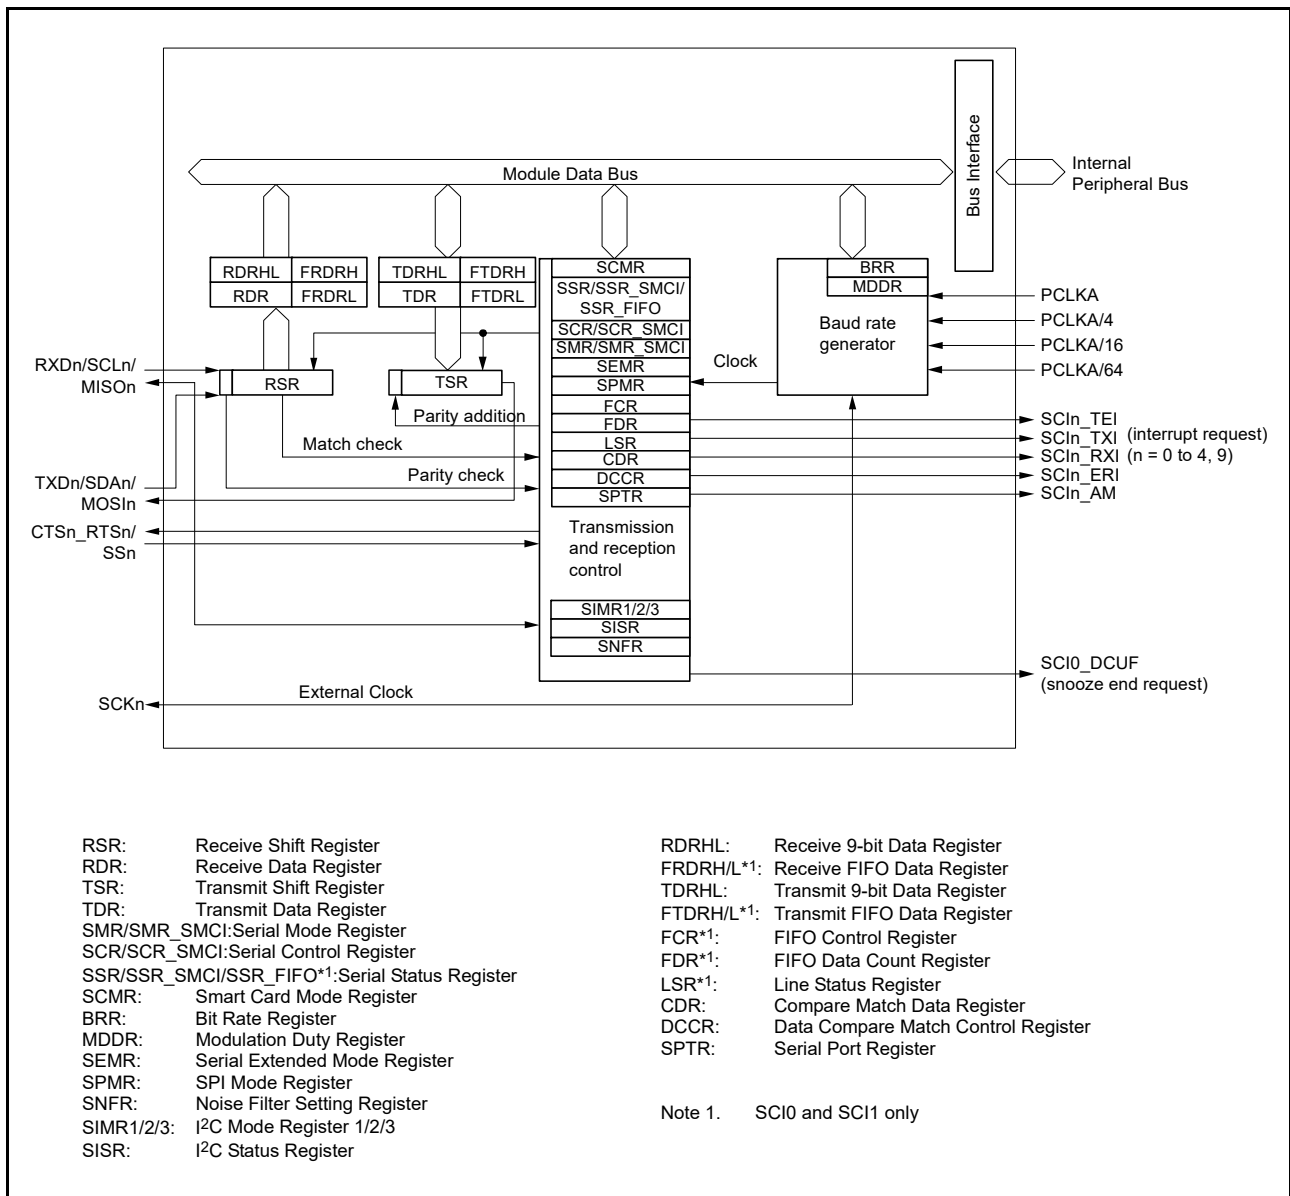 Bus Interface
Module Data Bus
Internal
Peripheral Bus
RDRHL FRDRH
RDR FRDRL
TDRHL FTDRH
TDR FTDRL
SCMR
SSR/SSR_SMCI/
SSR_FIFO
SCR/SCR_SMCI
SMR/SMR_SMCI
SEMR
SPMR
FCR
FDR
LSR
CDR
DCCR
SPTR
Transmission
and reception
control
SIMR1/2/3
SISR
SNFR
BRR
MDDR
Baud rate
generator
Clock
PCLKA
PCLKA/4
PCLKA/16
PCLKA/64
RXDn/SCLn/
MISOn
RSR
TSR
Parity addition
Match check
Parity check
TXDn/SDAn/
MOSIn
CTSn_RTSn/
SSn
SCIn_TEI
SCIn_TXI (interrupt request)
SCIn_RXI (n = 0 to 4, 9)
SCIn_ERI
SCIn_AM
SCI0_DCUF
(snooze end request)
External Clock
SCKn
RSR: Receive Shift Register
RDR: Receive Data Register
TSR: Transmit Shift Register
TDR: Transmit Data Register
SMR/SMR_SMCI:Serial Mode Register
SCR/SCR_SMCI:Serial Control Register
SSR/SSR_SMCI/SSR_FIFO*1:Serial Status Register
SCMR: Smart Card Mode Register
BRR: Bit Rate Register
MDDR: Modulation Duty Register
SEMR: Serial Extended Mode Register
SPMR: SPI Mode Register
SNFR: Noise Filter Setting Register
SIMR1/2/3: I2C Mode Register 1/2/3
SISR: I2C Status Register
RDRHL: Receive 9-bit Data Register
FRDRH/L*1: Receive FIFO Data Register
TDRHL: Transmit 9-bit Data Register
FTDRH/L*1: Transmit FIFO Data Register
FCR*1: FIFO Control Register
FDR*1: FIFO Data Count Register
LSR*1: Line Status Register
CDR: Compare Match Data Register
DCCR: Data Compare Match Control Register
SPTR: Serial Port Register
Note 1. SCI0 and SCI1 only